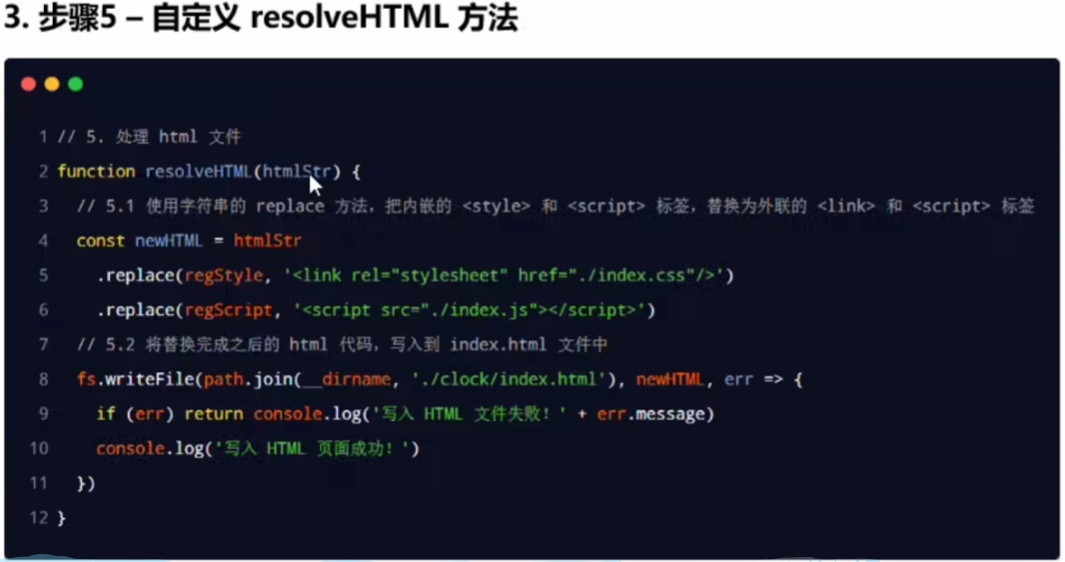 3. 步骤5 – 自定义 resolveHTML 方法
1 // 5. 处理 html 文件
2 function resolveHTML(htmlStr) {
3 // 5.1 使用字符串的 replace 方法，把内嵌的 <style> 和 <script> 标签，替换为外联的 <link> 和 <script> 标签
4 const newHTML = htmlStr
5 .replace(regStyle, '<link rel="stylesheet" href="./index.css"/>')
6 .replace(regScript, '<script src="./index.js"></script>')
7 // 5.2 将替换完成之后的 html 代码，写入到 index.html 文件中
8 fs.writeFile(path.join(__dirname, './clock/index.html'), newHTML, err => {
9 if (err) return console.log('写入 HTML 文件失败！' + err.message)
10 console.log('写入 HTML 页面成功！')
11 })
12 }